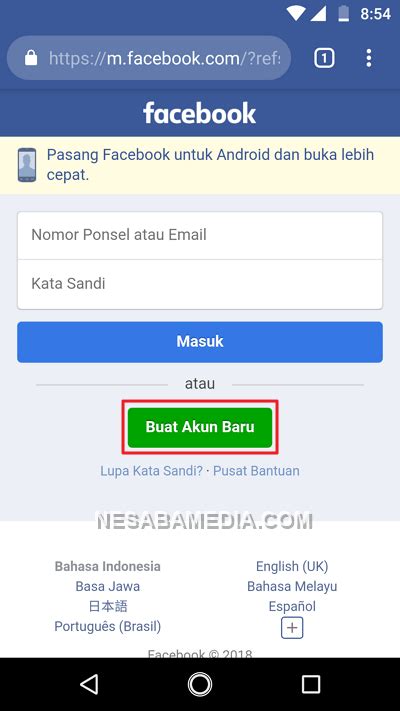 8:54
https://m.facebook.com/?refs
1
facebook
Pasang Facebook untuk Android dan buka lebih
cepat.
Nomor Ponsel atau Email
Kata Sandi
Masuk
atau
Buat Akun Baru
Lupa Kata Sandi? · Pusat Bantuan
NESABAMEDIA.COM
Bahasa Indonesia English (UK)
Basa Jawa Bahasa Melayu
日本語 Español
Português (Brasil)
Facebook © 2018